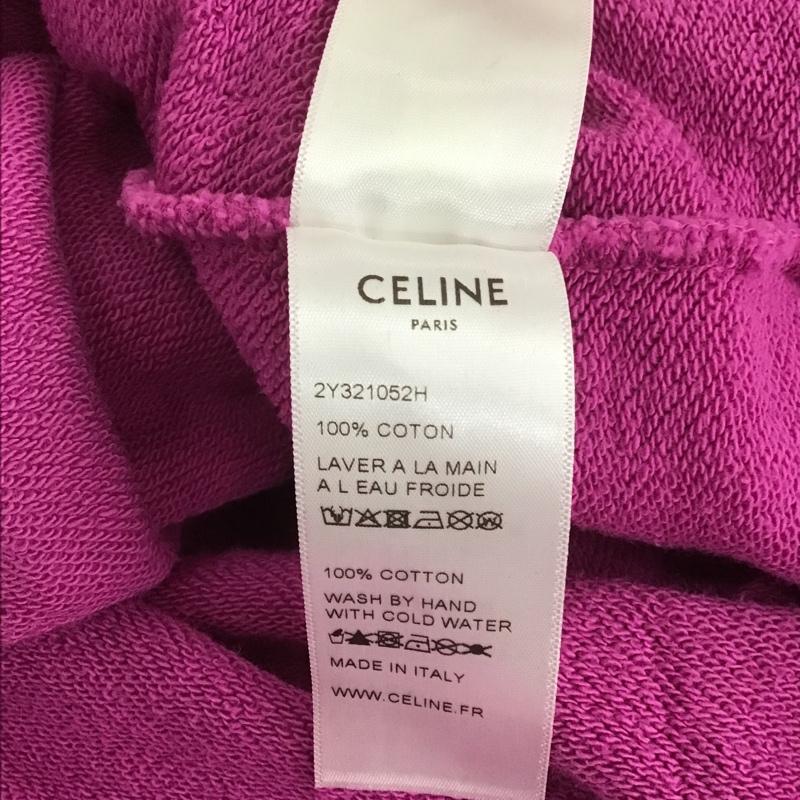 CELINE
PARIS
2Y321052H
100% COTON
LAVER A LA MAIN
A L EAU FROIDE
100% COTTON
WASH BY HAND
WITH COLD WATER
MADE IN ITALY
WWW.CELINE.FR